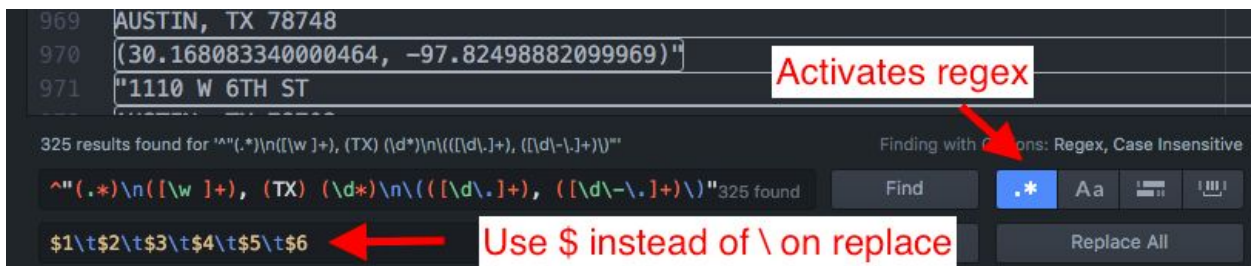 969 AUSTIN, TX 78748
970 (30.168083340000464, -97.82498882099969)"
971 "1110 W 6TH ST
Activates regex
325 results found for '^"(.*)\n([\w ]+), (TX) (\d*)\n\(([\d\.]+), ([\d\-\.]+)\)"' Finding with Options: Regex, Case Insensitive
^"(.*)\n([\w ]+), (TX) (\d*)\n\(([\d\.]+), ([\d\-\.]+)\)" 325 found Find .* Aa
$1\t$2\t$3\t$4\t$5\t$6 Use $ instead of \ on replace Replace All